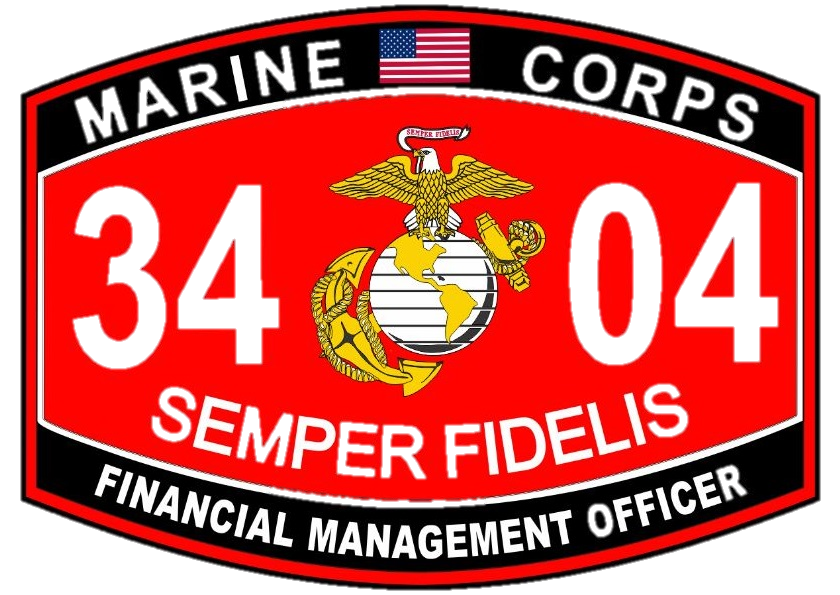 MARINE CORPS
SEMPER FIDELIS
34 04
SEMPER FIDELIS
FINANCIAL MANAGEMENT OFFICER